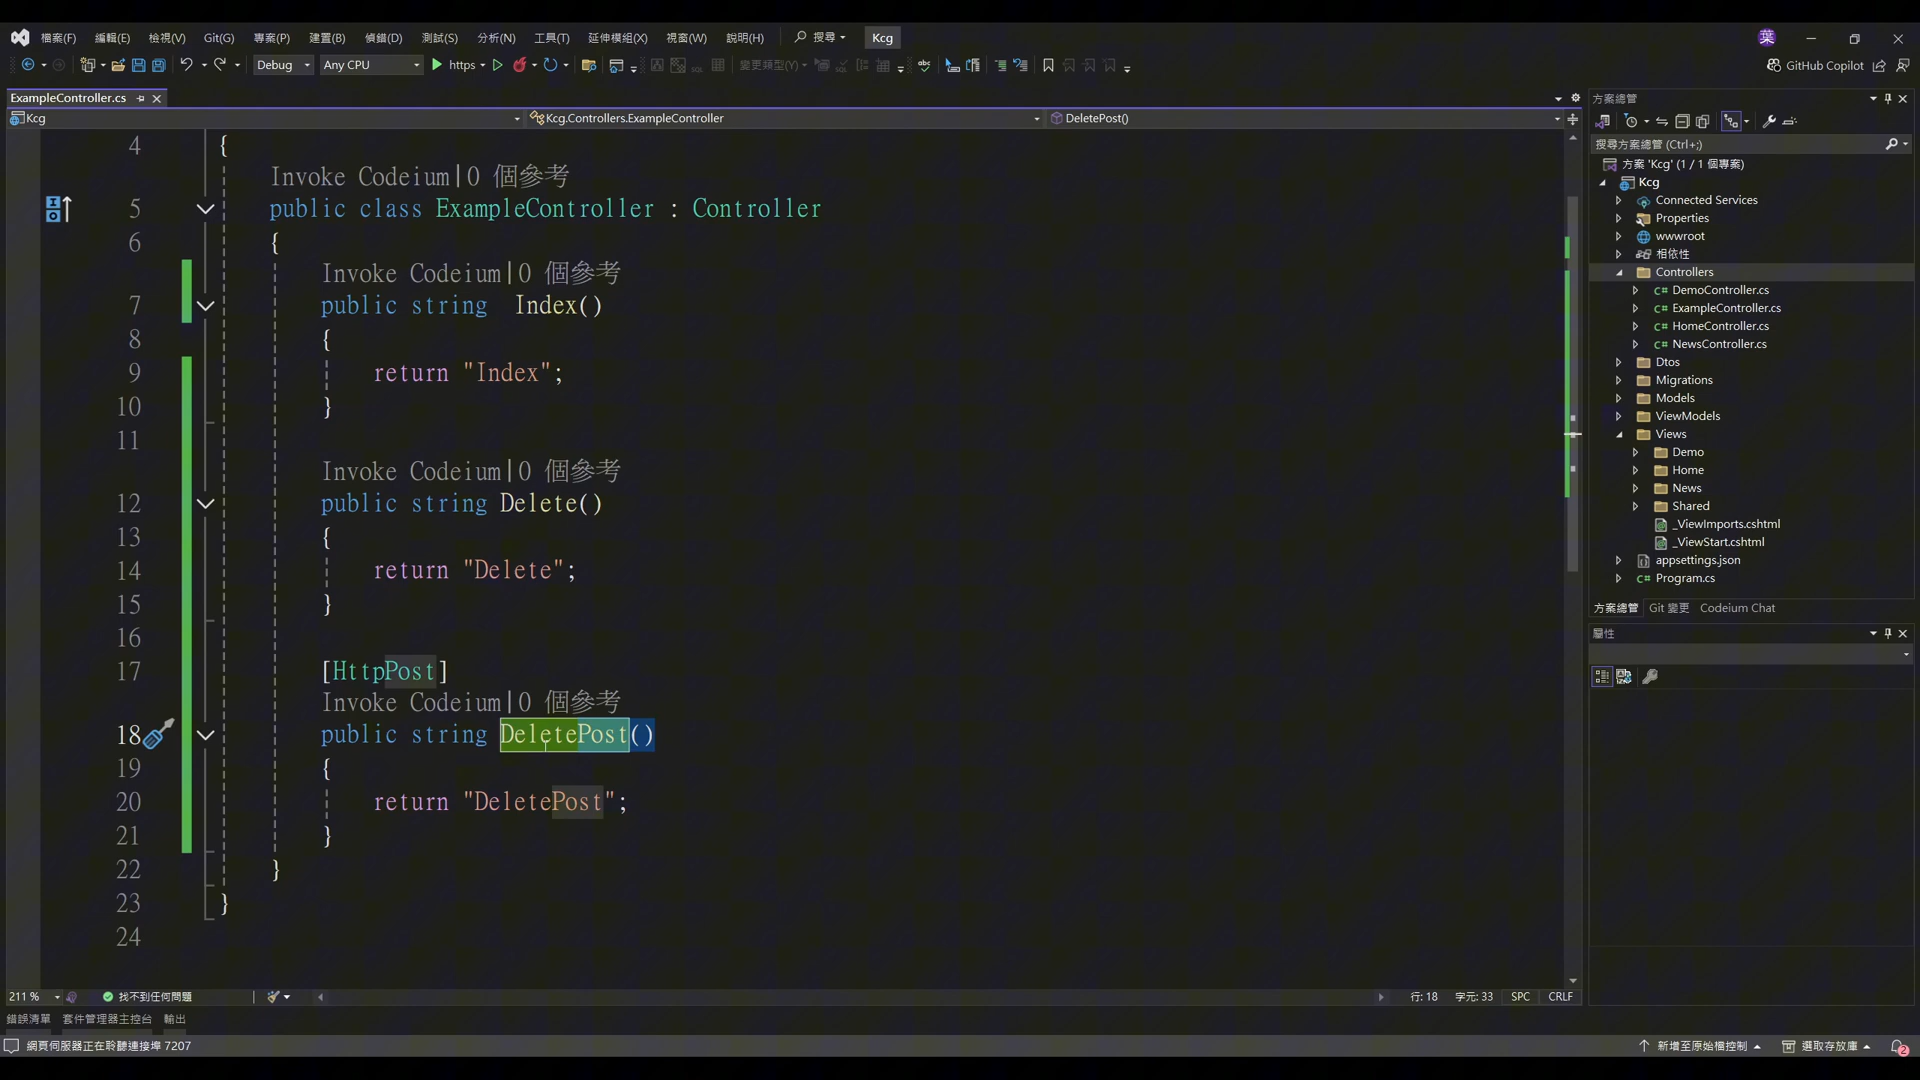 檔案(F) 編輯(E) 檢視(V) Git(G) 專案(P) 建置(B) 偵錯(D) 測試(S) 分析(N) 工具(T) 延伸模組(X) 視窗(W) 說明(H) 搜尋 Kcg 葉
Debug Any CPU https 變更類型(Y) GitHub Copilot
ExampleController.cs
Kcg Kcg.Controllers.ExampleController DeletePost()
4 {
Invoke Codeium|0 個參考
5 public class ExampleController : Controller
6 {
Invoke Codeium|0 個參考
7 public string  Index()
8 {
9 return "Index";
10 }
11
Invoke Codeium|0 個參考
12 public string Delete()
13 {
14 return "Delete";
15 }
16
17 [HttpPost]
Invoke Codeium|0 個參考
18 public string DeletePost()
19 {
20 return "DeletePost";
21 }
22 }
23 }
24
211 % 找不到任何問題 行: 18 字元: 33 SPC CRLF
錯誤清單 套件管理器主控台 輸出
網頁伺服器正在聆聽連接埠 7207 新增至原始檔控制 選取存放庫 2
方案總管
搜尋方案總管 (Ctrl+;)
方案 'Kcg' (1 / 1 個專案)
Kcg
Connected Services
Properties
wwwroot
相依性
Controllers
C# DemoController.cs
C# ExampleController.cs
C# HomeController.cs
C# NewsController.cs
Dtos
Migrations
Models
ViewModels
Views
Demo
Home
News
Shared
_ViewImports.cshtml
_ViewStart.cshtml
appsettings.json
C# Program.cs
方案總管 Git 變更 Codeium Chat
屬性